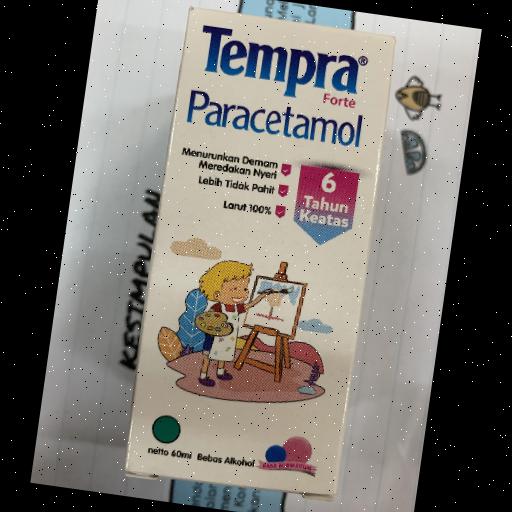 Tempra®
Forte
Paracetamol
Menurunkan Demam
Meredakan Nyeri
Lebih Tidak Pahit
Larut 100%
6
Tahun
Keatas
netto 60ml Bebas Alkohol
KESIMPULAN